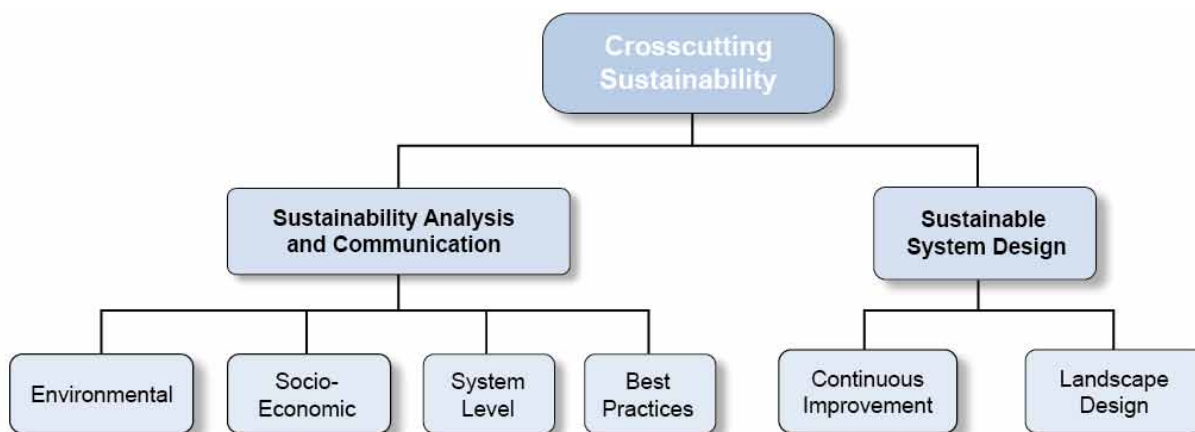 Crosscutting
Sustainability
Sustainability Analysis
and Communication
Sustainable
System Design
Environmental
Socio-
Economic
System
Level
Best
Practices
Continuous
Improvement
Landscape
Design